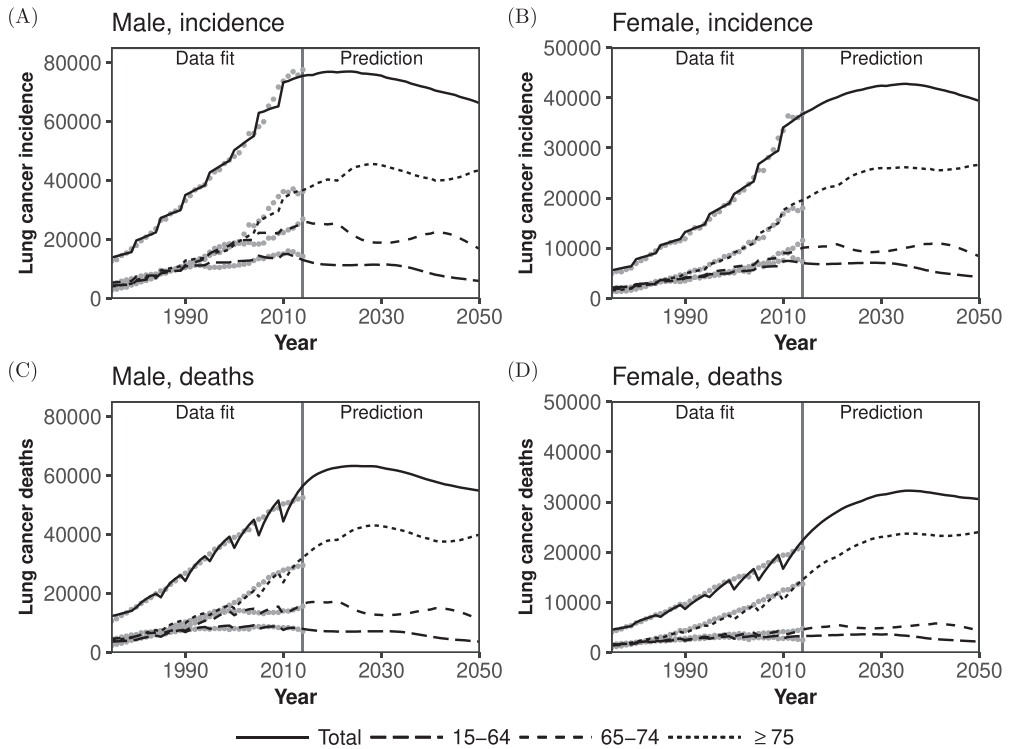 (A)
Male, incidence
Data fit
Prediction
80000
60000
40000
20000
0
Lung cancer incidence
1990
2010
2030
2050
Year
(B)
Female, incidence
Data fit
Prediction
50000
40000
30000
20000
10000
0
Lung cancer incidence
1990
2010
2030
2050
Year
(C)
Male, deaths
Data fit
Prediction
80000
60000
40000
20000
0
Lung cancer deaths
1990
2010
2030
2050
Year
(D)
Female, deaths
Data fit
Prediction
50000
40000
30000
20000
10000
0
Lung cancer deaths
1990
2010
2030
2050
Year
Total 15−64 65−74 ≥75